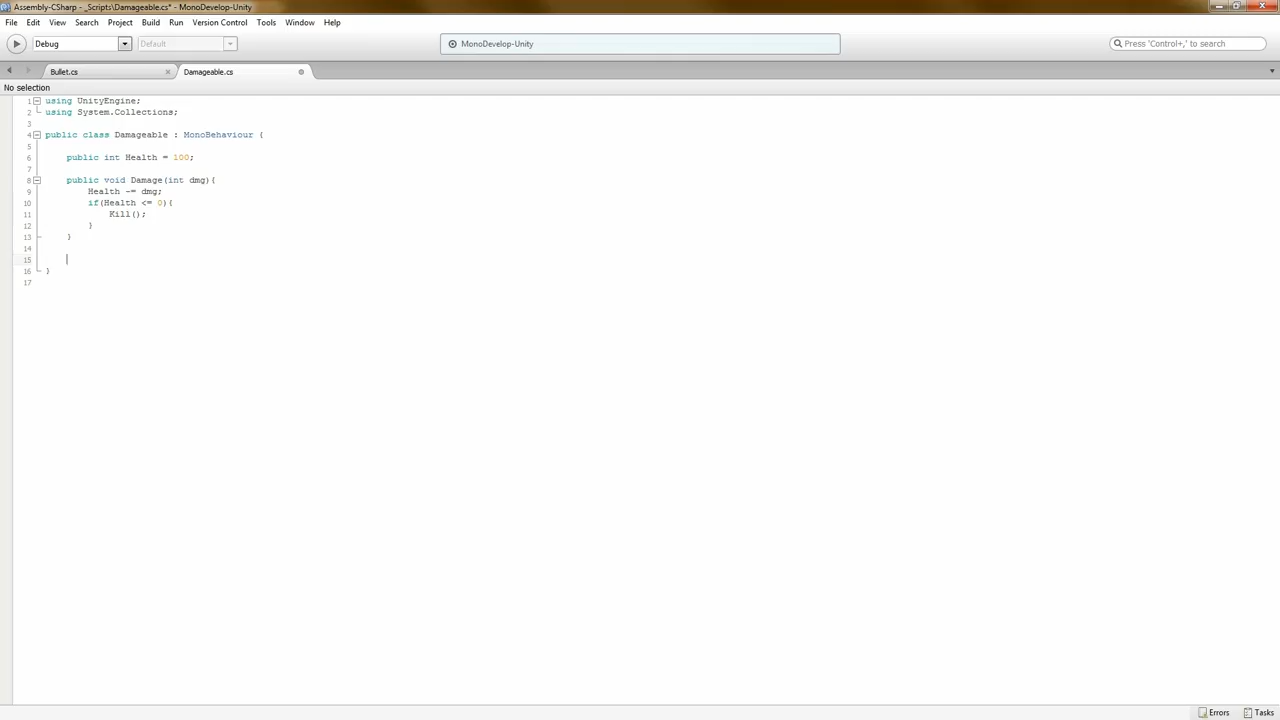 Assembly-CSharp - _Scripts\Damageable.cs* - MonoDevelop-Unity
File Edit View Search Project Build Run Version Control Tools Window Help
Debug Default MonoDevelop-Unity Press 'Control+,' to search
Bullet.cs Damageable.cs
No selection
1 using UnityEngine;
2 using System.Collections;
3
4 public class Damageable : MonoBehaviour {
5
6 public int Health = 100;
7
8 public void Damage(int dmg){
9 Health -= dmg;
10 if(Health <= 0){
11 Kill();
12 }
13 }
14
15
16 }
17
Errors Tasks